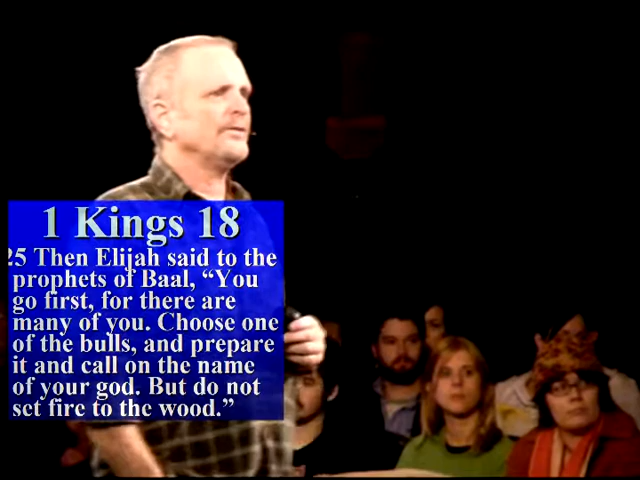 1 Kings 18
25 Then Elijah said to the
prophets of Baal, “You
go first, for there are
many of you. Choose one
of the bulls, and prepare
it and call on the name
of your god. But do not
set fire to the wood.”